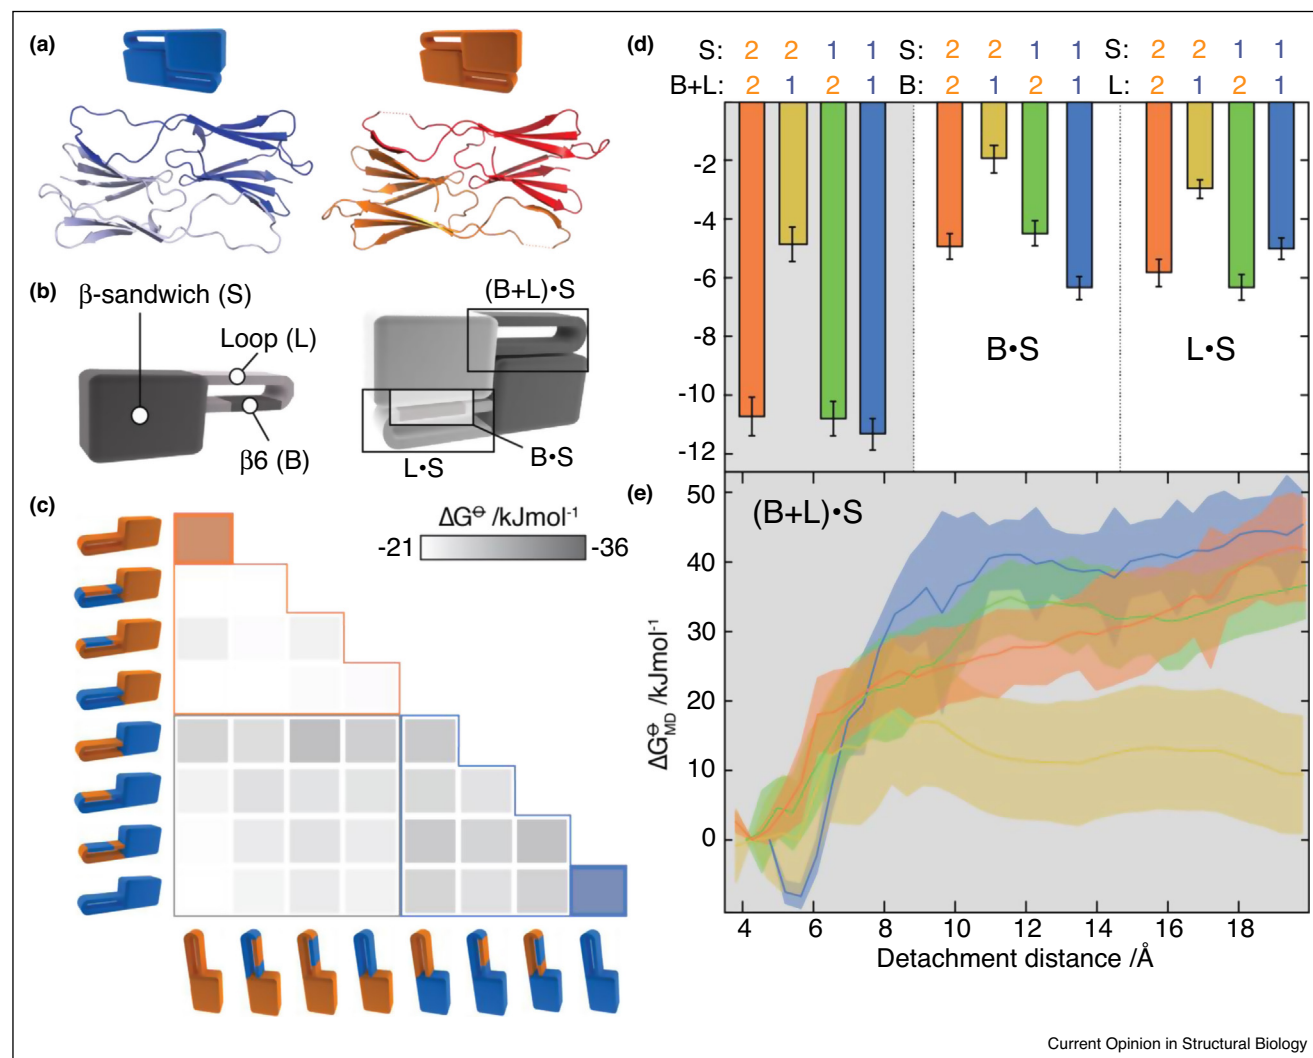 (a)
(b)
β-sandwich (S)
Loop (L)
β6 (B)
(B+L)•S
L•S
B•S
(c)
ΔG⊖ /kJmol⁻¹
-21
-36
(d)
S: 2 2 1 1 S: 2 2 1 1 S: 2 2 1 1
B+L: 2 1 2 1 B: 2 1 2 1 L: 2 1 2 1
-2
-4
-6
-8
-10
-12
B•S
L•S
(e)
(B+L)•S
50
40
30
20
10
0
ΔG⊖MD /kJmol⁻¹
4 6 8 10 12 14 16 18
Detachment distance /Å
Current Opinion in Structural Biology